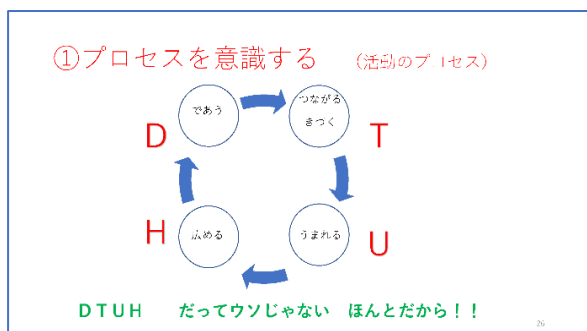 ①プロセスを意識する （活動のプロセス）
であう
つながる
きつく
D
T
H
広める
うまれる
U
DTUH だってウソじゃない ほんとだから！！
26